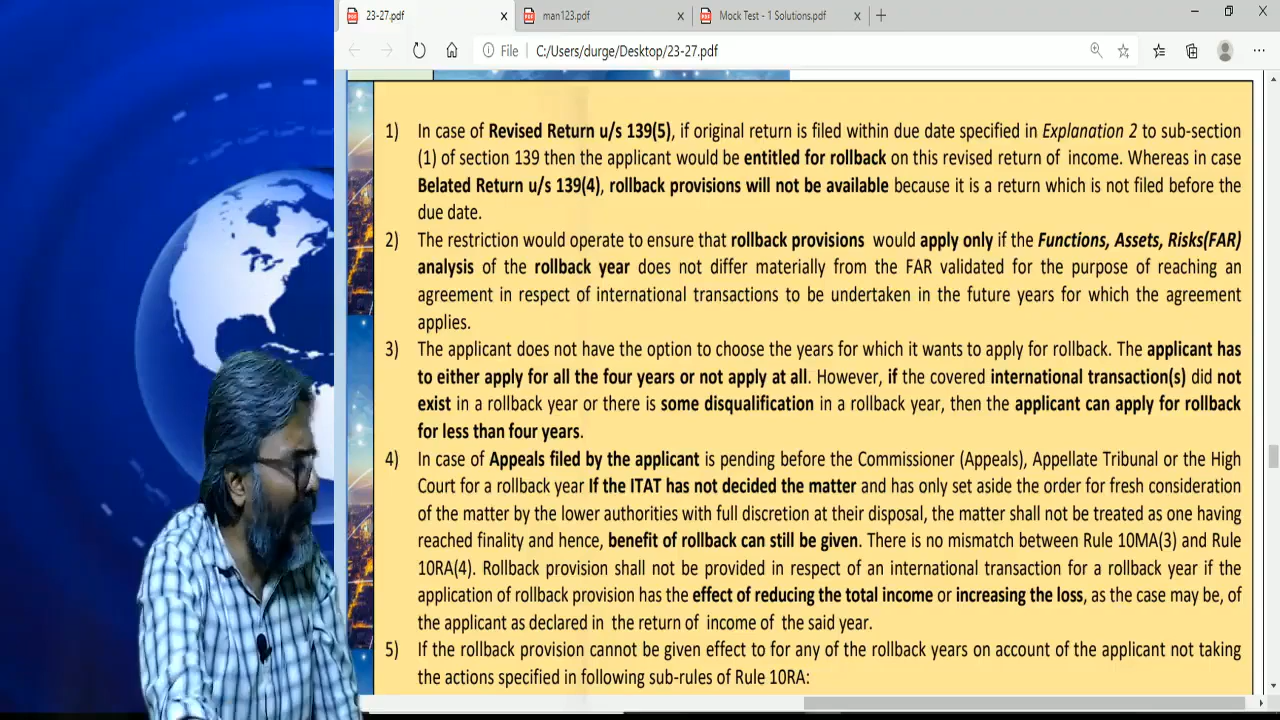 23-27.pdf
man123.pdf
Mock Test - 1 Solutions.pdf
File C:/Users/durge/Desktop/23-27.pdf
1) In case of Revised Return u/s 139(5), if original return is filed within due date specified in Explanation 2 to sub-section
(1) of section 139 then the applicant would be entitled for rollback on this revised return of income. Whereas in case
Belated Return u/s 139(4), rollback provisions will not be available because it is a return which is not filed before the
due date.
2) The restriction would operate to ensure that rollback provisions would apply only if the Functions, Assets, Risks(FAR)
analysis of the rollback year does not differ materially from the FAR validated for the purpose of reaching an
agreement in respect of international transactions to be undertaken in the future years for which the agreement
applies.
3) The applicant does not have the option to choose the years for which it wants to apply for rollback. The applicant has
to either apply for all the four years or not apply at all. However, if the covered international transaction(s) did not
exist in a rollback year or there is some disqualification in a rollback year, then the applicant can apply for rollback
for less than four years.
4) In case of Appeals filed by the applicant is pending before the Commissioner (Appeals), Appellate Tribunal or the High
Court for a rollback year If the ITAT has not decided the matter and has only set aside the order for fresh consideration
of the matter by the lower authorities with full discretion at their disposal, the matter shall not be treated as one having
reached finality and hence, benefit of rollback can still be given. There is no mismatch between Rule 10MA(3) and Rule
10RA(4). Rollback provision shall not be provided in respect of an international transaction for a rollback year if the
application of rollback provision has the effect of reducing the total income or increasing the loss, as the case may be, of
the applicant as declared in the return of income of the said year.
5) If the rollback provision cannot be given effect to for any of the rollback years on account of the applicant not taking
the actions specified in following sub-rules of Rule 10RA: